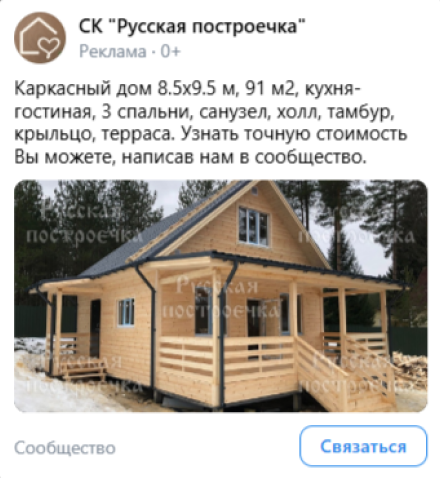 СК "Русская построечка"
Реклама · 0+
Каркасный дом 8.5х9.5 м, 91 м2, кухня-
гостиная, 3 спальни, санузел, холл, тамбур,
крыльцо, терраса. Узнать точную стоимость
Вы можете, написав нам в сообщество.
Русская
построечка
Русская
построечка
Русская
построечка
Русская
построечка
Русская
построечка
Сообщество
Связаться